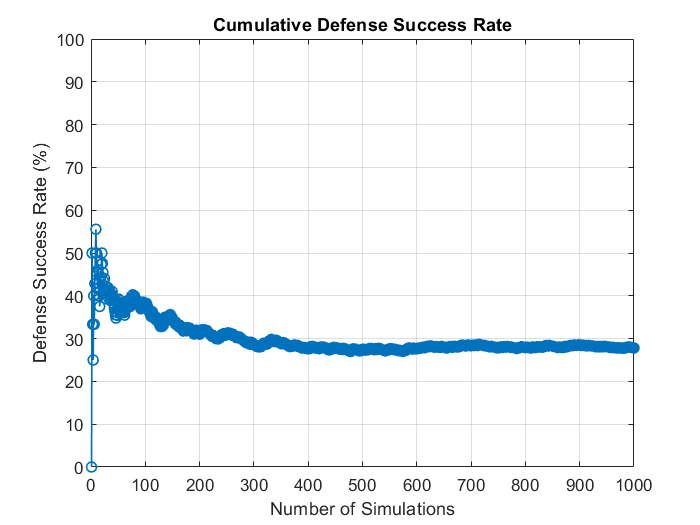 Cumulative Defense Success Rate
100
90
80
70
60
50
40
30
20
10
0
Defense Success Rate (%)
0 100 200 300 400 500 600 700 800 900 1000
Number of Simulations